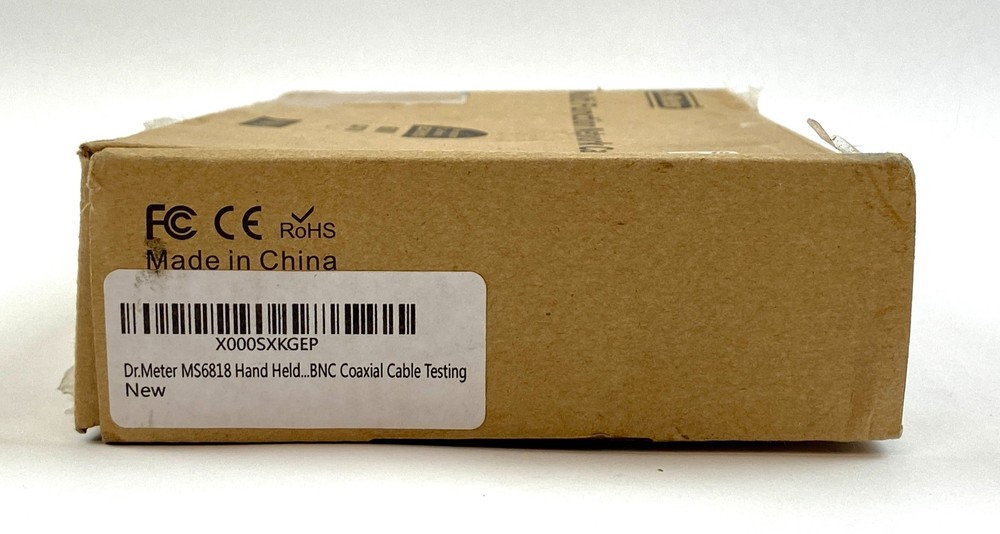 FC CE RoHS
Made in China
X000SXKGEP
Dr.Meter MS6818 Hand Held...BNC Coaxial Cable Testing
New